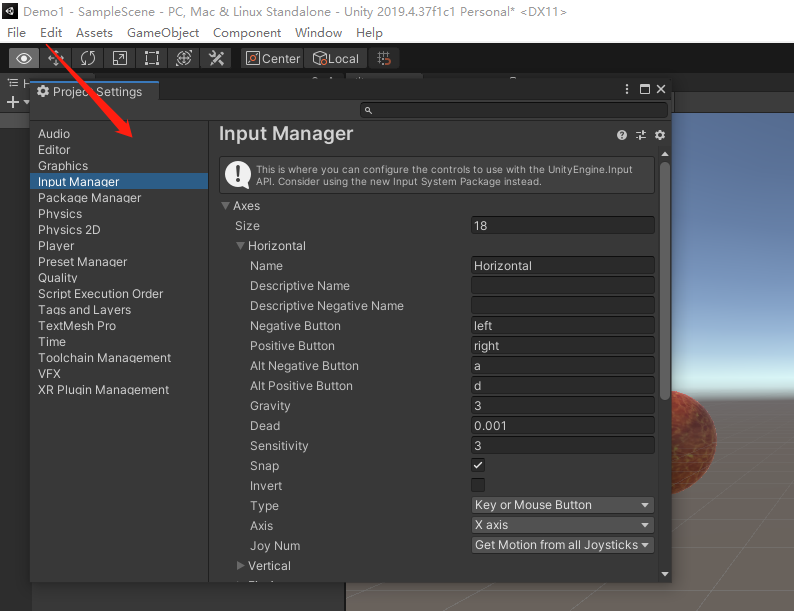 Demo1 - SampleScene - PC, Mac & Linux Standalone - Unity 2019.4.37f1c1 Personal* <DX11>
File Edit Assets GameObject Component Window Help
Center Local
Project Settings
Input Manager
This is where you can configure the controls to use with the UnityEngine.Input
API. Consider using the new Input System Package instead.
Audio
Editor
Graphics
Input Manager
Package Manager
Physics
Physics 2D
Player
Preset Manager
Quality
Script Execution Order
Tags and Layers
TextMesh Pro
Time
Toolchain Management
VFX
XR Plugin Management
Axes
Size 18
Horizontal
Name Horizontal
Descriptive Name
Descriptive Negative Name
Negative Button left
Positive Button right
Alt Negative Button a
Alt Positive Button d
Gravity 3
Dead 0.001
Sensitivity 3
Snap
Invert
Type Key or Mouse Button
Axis X axis
Joy Num Get Motion from all Joysticks
Vertical